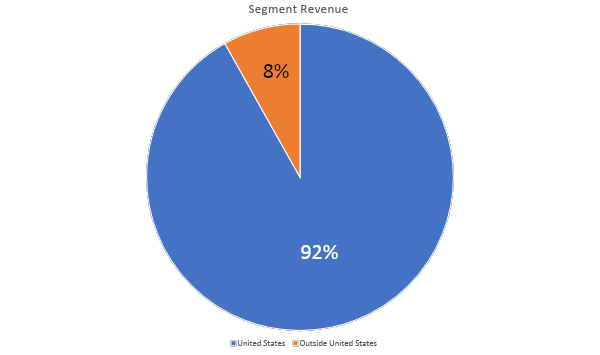 Segment Revenue
8%
92%
United States Outside United States